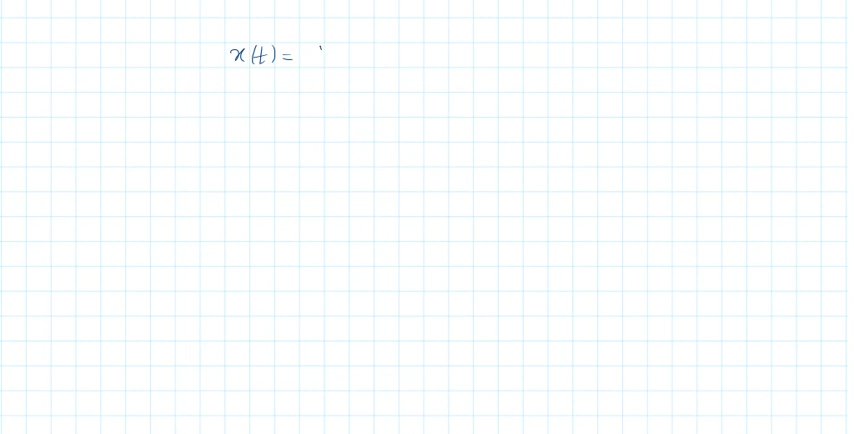 x(t) =